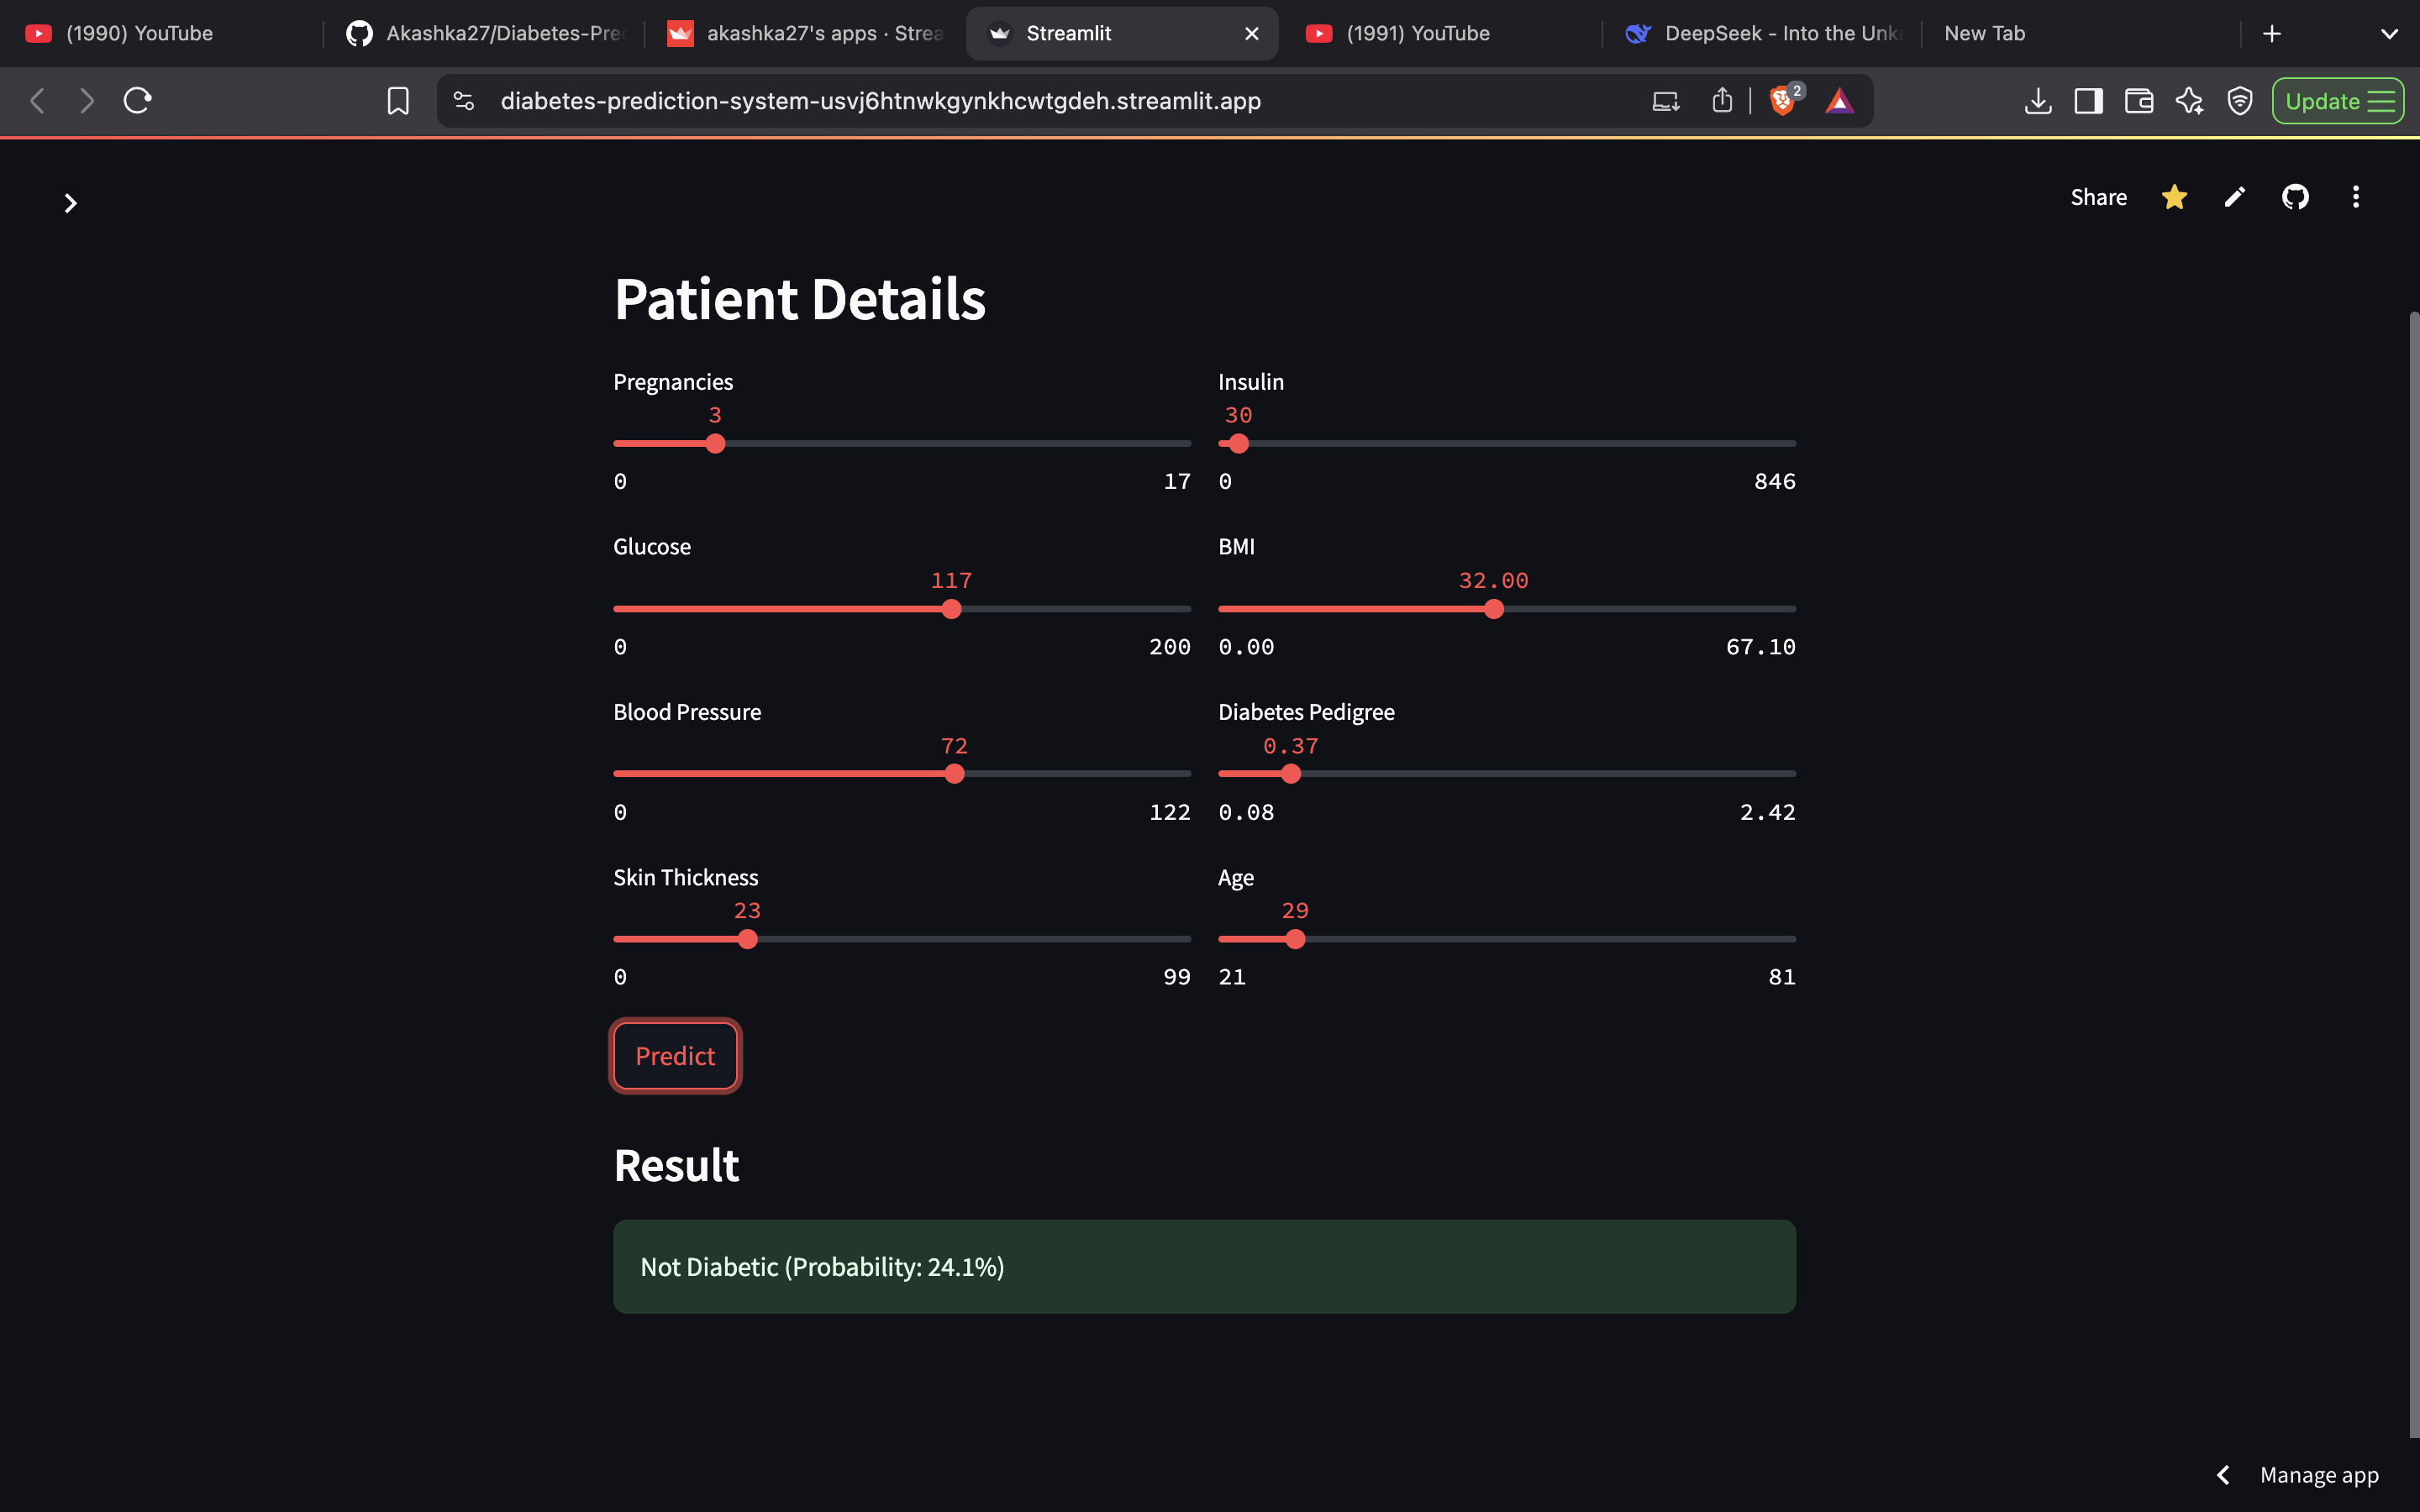 (1990) YouTube
Akashka27/Diabetes-Pre
akashka27's apps · Strea
Streamlit
(1991) YouTube
DeepSeek - Into the Unk
New Tab
diabetes-prediction-system-usvj6htnwkgynkhcwtgdeh.streamlit.app
2
Update
Share
Patient Details
Pregnancies
3
0 17
Insulin
30
0 846
Glucose
117
0 200
BMI
32.00
0.00 67.10
Blood Pressure
72
0 122
Diabetes Pedigree
0.37
0.08 2.42
Skin Thickness
23
0 99
Age
29
21 81
Predict
Result
Not Diabetic (Probability: 24.1%)
Manage app